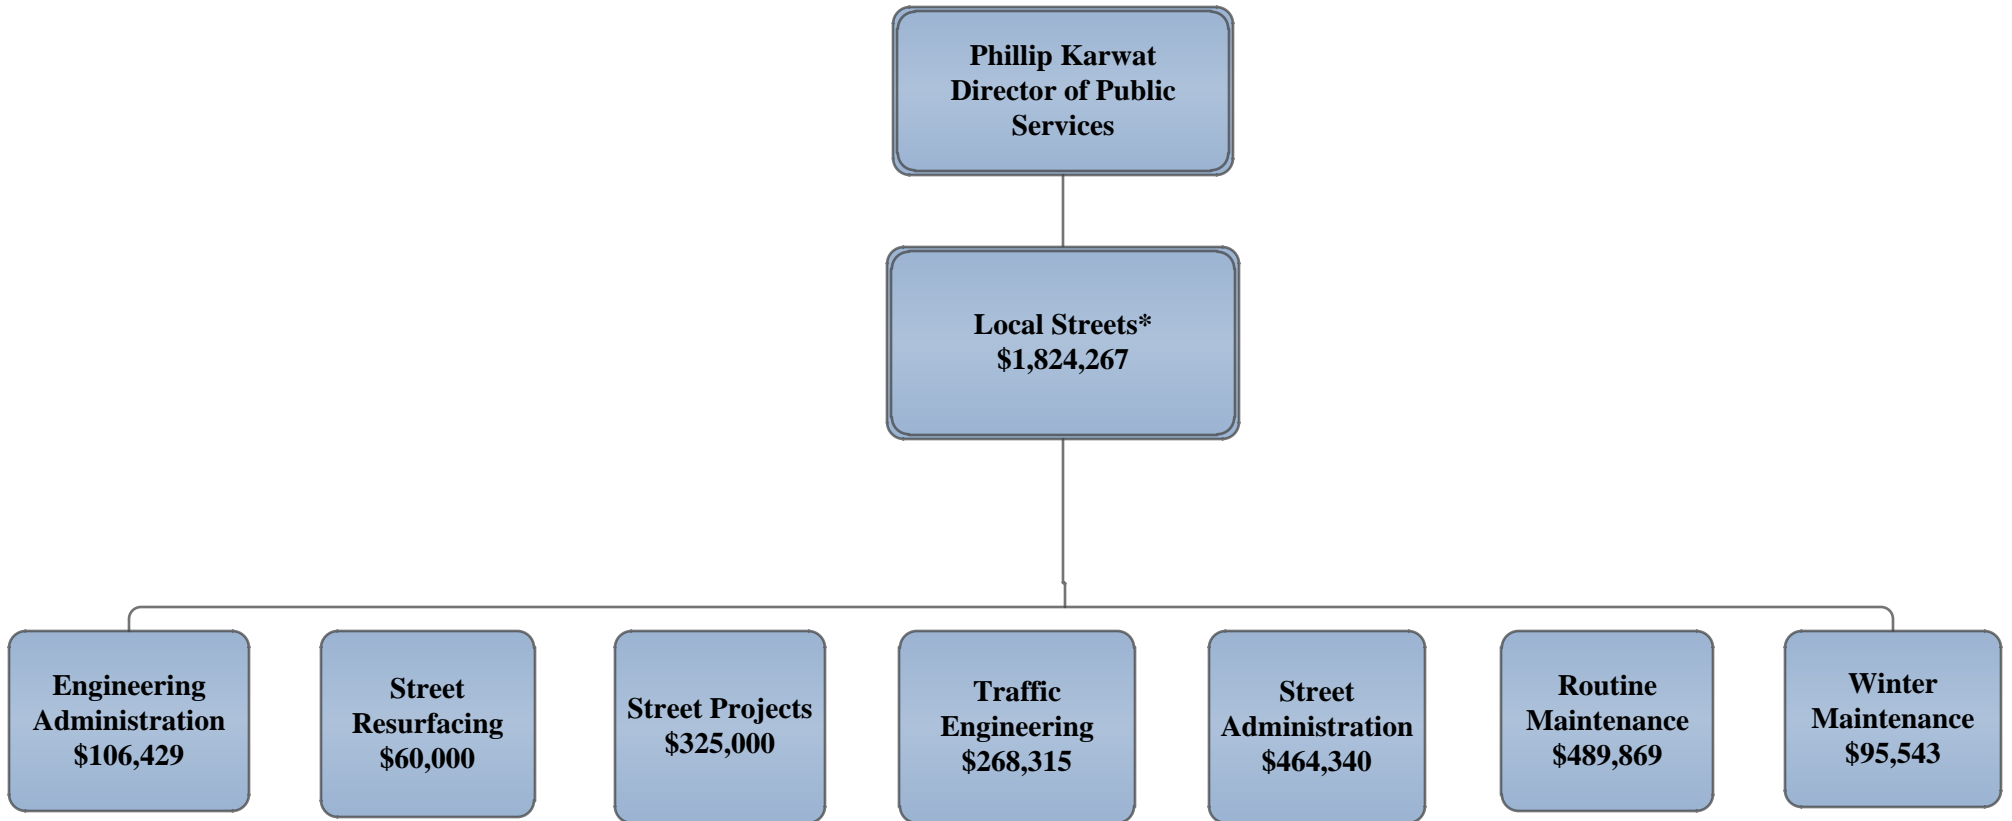 Phillip Karwat
Director of Public
Services
Local Streets*
$1,824,267
Engineering
Administration
$106,429
Street
Resurfacing
$60,000
Street Projects
$325,000
Traffic
Engineering
$268,315
Street
Administration
$464,340
Routine
Maintenance
$489,869
Winter
Maintenance
$95,543